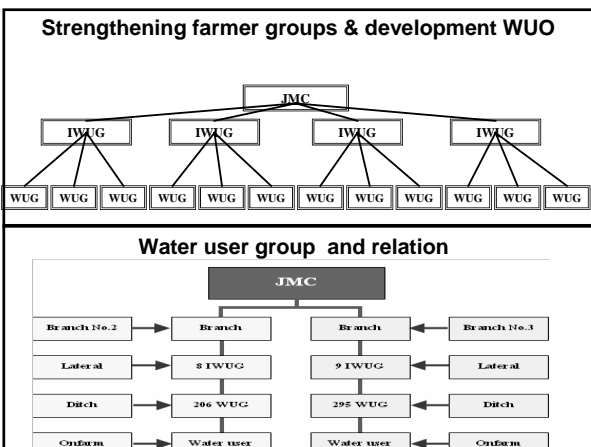 Strengthening farmer groups & development WUO
JMC
IWUG IWUG IWUG IWUG
WUG WUG WUG WUG WUG WUG WUG WUG WUG WUG WUG WUG
Water user group and relation
JMC
Branch No.2 Branch Branch Branch No.3
Lateral 8 IWUG 9 IWUG Lateral
Ditch 206 WUG 295 WUG Ditch
Onfarm Water user Water user Onfarm